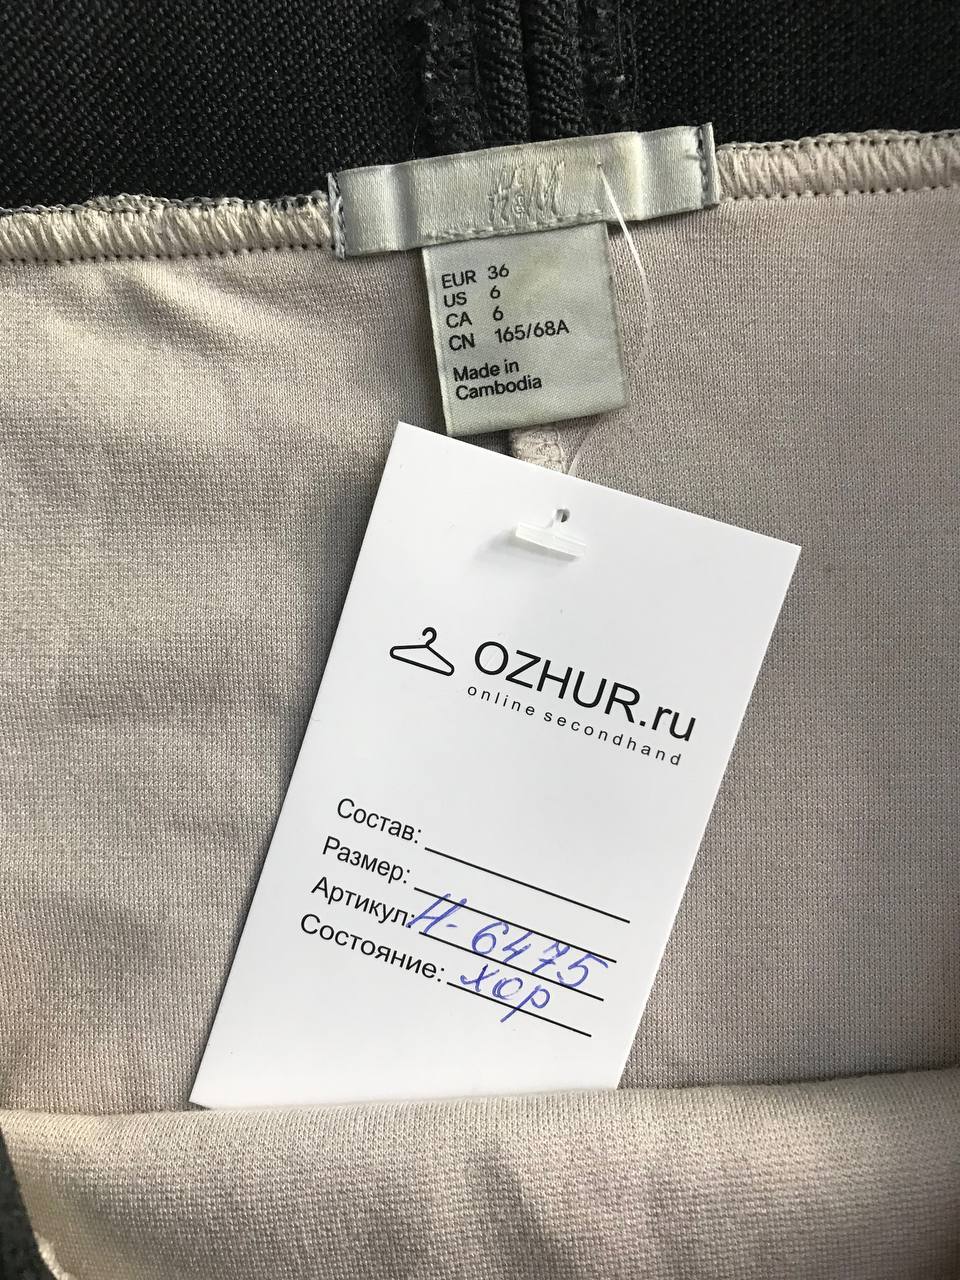 H&M
EUR 36
US 6
CA 6
CN 165/68A
Made in
Cambodia
OZHUR.ru
online secondhand
Состав:
Размер:
Артикул: Н-6475
Состояние: хор